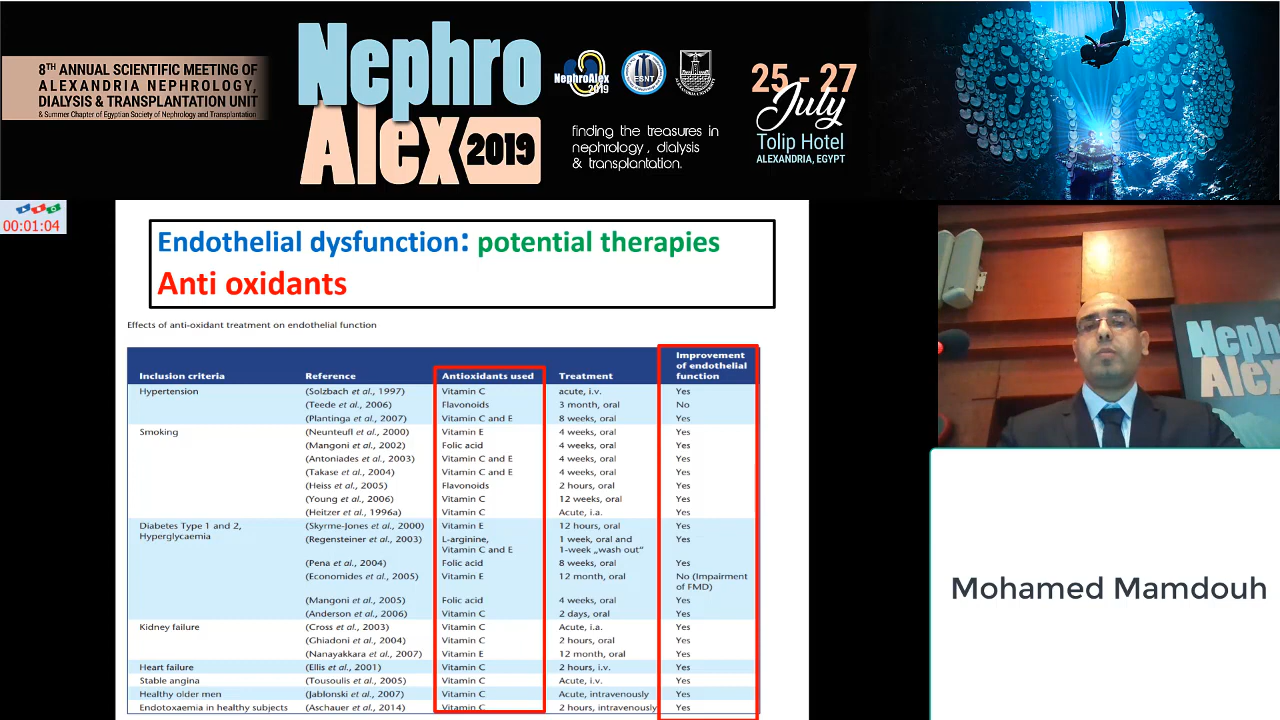 8TH ANNUAL SCIENTIFIC MEETING OF
ALEXANDRIA NEPHROLOGY,
DIALYSIS & TRANSPLANTATION UNIT
& Summer Chapter of Egyptian Society of Nephrology and Transplantation
Nephro
Alex 2019
NephroAlex
2019
ESNT
finding the treasures in
nephrology, dialysis
& transplantation.
25 - 27
July
Tolip Hotel
ALEXANDRIA, EGYPT
00:01:04
Endothelial dysfunction: potential therapies
Anti oxidants
Effects of anti-oxidant treatment on endothelial function
Inclusion criteria Reference Antioxidants used Treatment Improvement of endothelial function
Hypertension (Solzbach et al., 1997) Vitamin C acute, i.v. Yes
(Teede et al., 2006) Flavonoids 3 month, oral No
(Plantinga et al., 2007) Vitamin C and E 8 weeks, oral Yes
Smoking (Neunteufl et al., 2000) Vitamin E 4 weeks, oral Yes
(Mangoni et al., 2002) Folic acid 4 weeks, oral Yes
(Antoniades et al., 2003) Vitamin C and E 4 weeks, oral Yes
(Takase et al., 2004) Vitamin C and E 4 weeks, oral Yes
(Heiss et al., 2005) Flavonoids 2 hours, oral Yes
(Young et al., 2006) Vitamin C 12 weeks, oral Yes
(Heitzer et al., 1996a) Vitamin C Acute, i.a. Yes
Diabetes Type 1 and 2, (Skyrme-Jones et al., 2000) Vitamin E 12 hours, oral Yes
Hyperglycaemia (Regensteiner et al., 2003) L-arginine, 1 week, oral and Yes
Vitamin C and E 1-week „wash out“
(Pena et al., 2004) Folic acid 8 weeks, oral Yes
(Economides et al., 2005) Vitamin E 12 month, oral No (Impairment
of FMD)
(Mangoni et al., 2005) Folic acid 4 weeks, oral Yes
(Anderson et al., 2006) Vitamin C 2 days, oral Yes
Kidney failure (Cross et al., 2003) Vitamin C Acute, i.a. Yes
(Ghiadoni et al., 2004) Vitamin C 2 hours, oral Yes
(Nanayakkara et al., 2007) Vitamin E 12 month, oral Yes
Heart failure (Ellis et al., 2001) Vitamin C 2 hours, i.v. Yes
Stable angina (Tousoulis et al., 2005) Vitamin C Acute, i.v. Yes
Healthy older men (Jablonski et al., 2007) Vitamin C Acute, intravenously Yes
Endotoxaemia in healthy subjects (Aschauer et al., 2014) Vitamin C 2 hours, intravenously Yes
Nephro
Alex
Mohamed Mamdouh